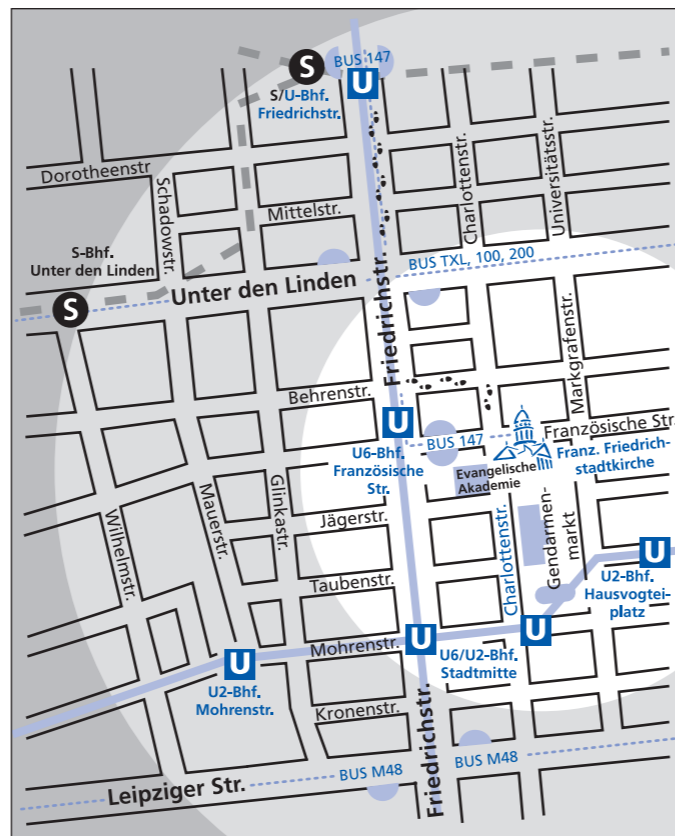 BUS 147
S
U
S/U-Bhf.
Friedrichstr.
Dorotheenstr
Schadowstr.
Mittelstr.
Charlottenstr.
Universitätsstr.
S-Bhf.
Unter den Linden
S
Unter den Linden
BUS TXL, 100, 200
Friedrichstr.
Markgrafenstr.
Behrenstr.
U
U6-Bhf.
Französische
Str.
BUS 147
Französische Str.
Franz. Friedrich-
stadtkirche
Evangelische
Akademie
Wilhelmstr.
Mauerstr.
Glinkastr.
Jägerstr.
Taubenstr.
Charlottenstr.
Gendarmen-
markt
U
U2-Bhf.
Hausvogtei-
platz
U
U
U
Mohrenstr.
U6/U2-Bhf.
Stadtmitte
U2-Bhf.
Mohrenstr.
Kronenstr.
Friedrichstr.
Leipziger Str.
BUS M48
BUS M48